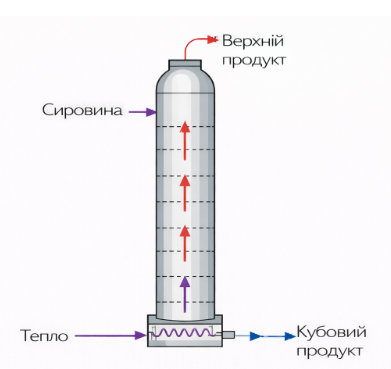 Верхній
продукт
Сировина
Тепло
Кубовий
продукт